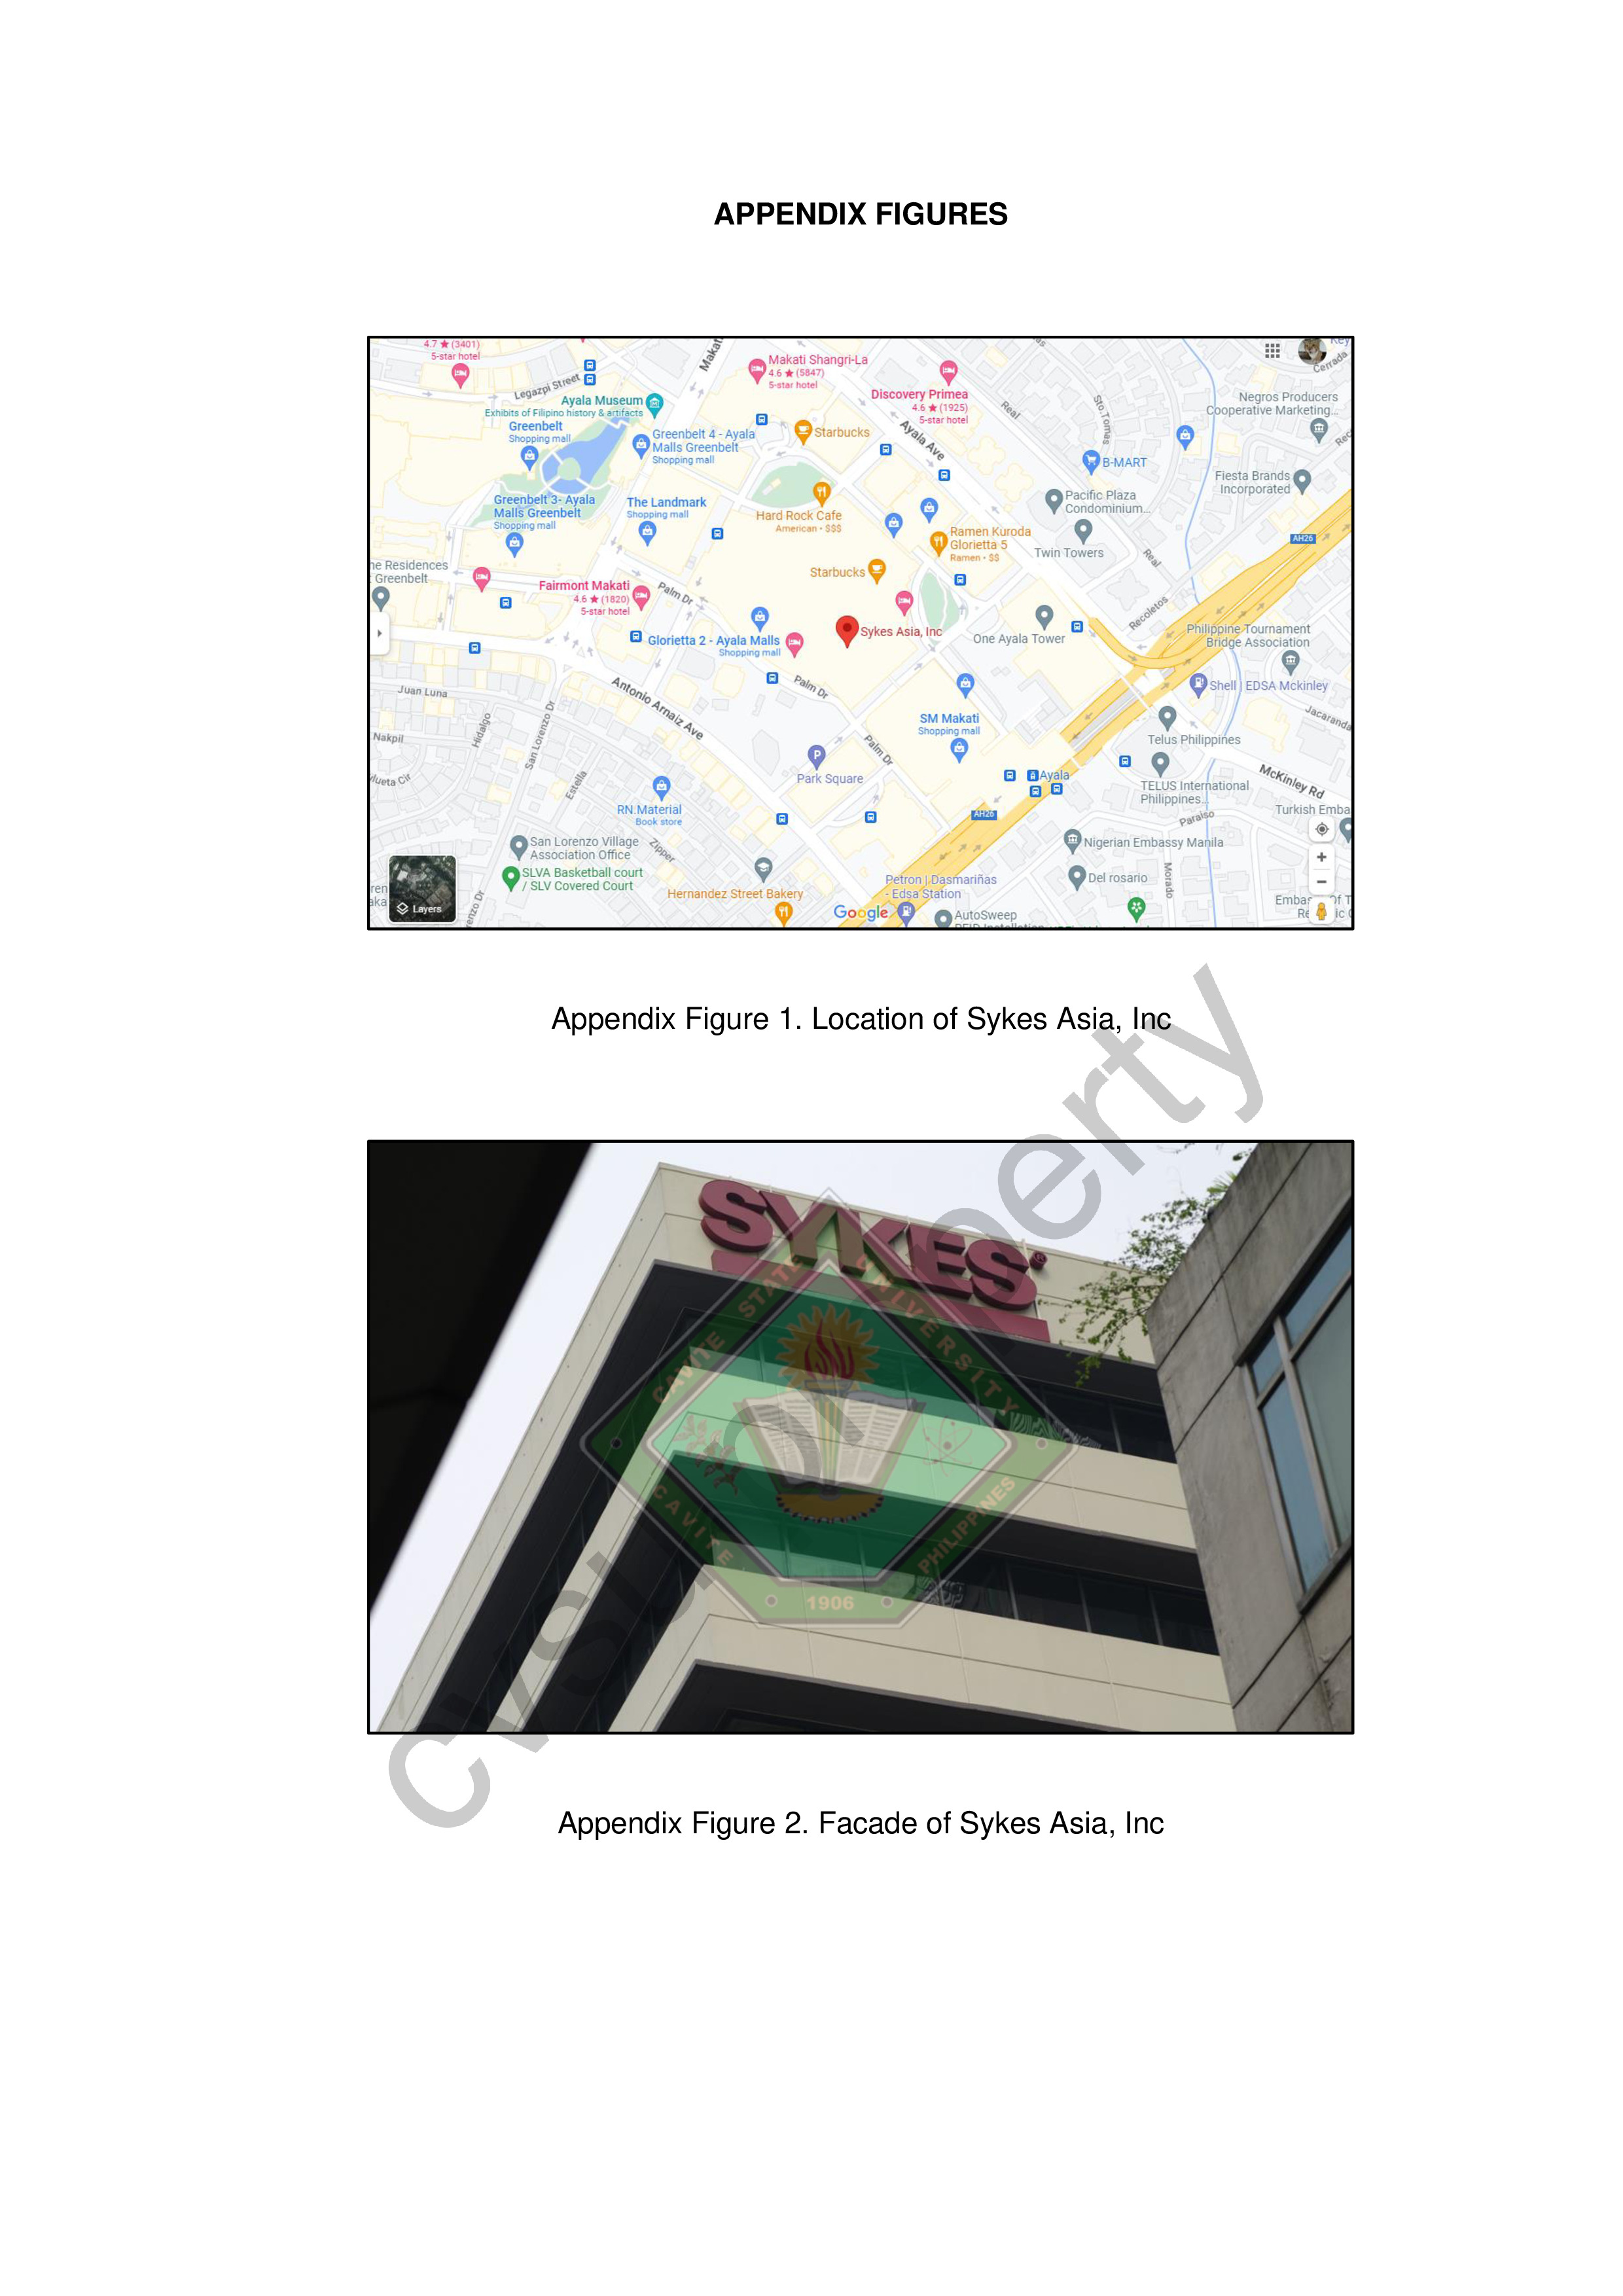 APPENDIX FIGURES
4.7 ★ (3401)
5-star hotel
Legazpi Street
Makati Shangri-La
4.6 ★ (5847)
5-star hotel
Discovery Primea
4.6 ★ (1925)
5-star hotel
Cerrada
Negros Producers
Cooperative Marketing...
Ayala Museum
Exhibits of Filipino history & artifacts
Greenbelt
Shopping mall
Greenbelt 4 - Ayala
Malls Greenbelt
Shopping mall
Starbucks
Ayala Ave
Real
Sto.Tomas
B-MART
Fiesta Brands
Incorporated
Greenbelt 3- Ayala
Malls Greenbelt
Shopping mall
The Landmark
Shopping mall
Hard Rock Cafe
American • $$$
Pacific Plaza
Condominium...
Ramen Kuroda
Glorietta 5
Ramen • $$
Twin Towers
AH26
Real
Starbucks
he Residences
Greenbelt
Fairmont Makati
4.6 ★ (1820)
5-star hotel
Palm Dr
Recoletos
Sykes Asia, Inc
One Ayala Tower
Philippine Tournament
Bridge Association
Glorietta 2 - Ayala Malls
Shopping mall
Palm Dr
Antonio Arnaiz Ave
Shell | EDSA Mckinley
Juan Luna
Hidalgo
San Lorenzo Dr
Nakpil
SM Makati
Shopping mall
Jacaranda
Telus Philippines
Palm Dr
Park Square
Estella
Ayala
TELUS International
Philippines...
McKinley Rd
RN.Material
Book store
AH26
Paraiso
Turkish Emba
San Lorenzo Village
Association Office
Zipper
Nigerian Embassy Manila
SLVA Basketball court
/ SLV Covered Court
Hernandez Street Bakery
Petron | Dasmariñas
- Edsa Station
Del rosario
Morado
Layers
Google
AutoSweep
Appendix Figure 1. Location of Sykes Asia, Inc
SYKES®
CAVITE STATE UNIVERSITY
CAVITE PHILIPPINES
1906
Appendix Figure 2. Facade of Sykes Asia, Inc